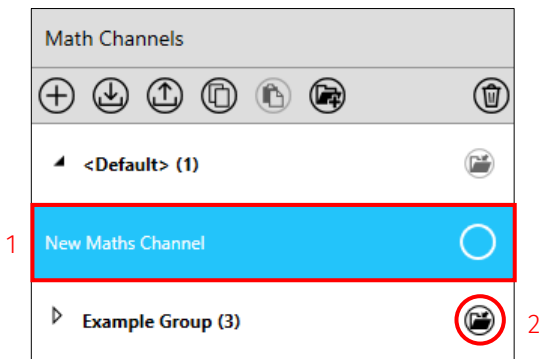 Math Channels
<Default> (1)
1 New Maths Channel
Example Group (3) 2